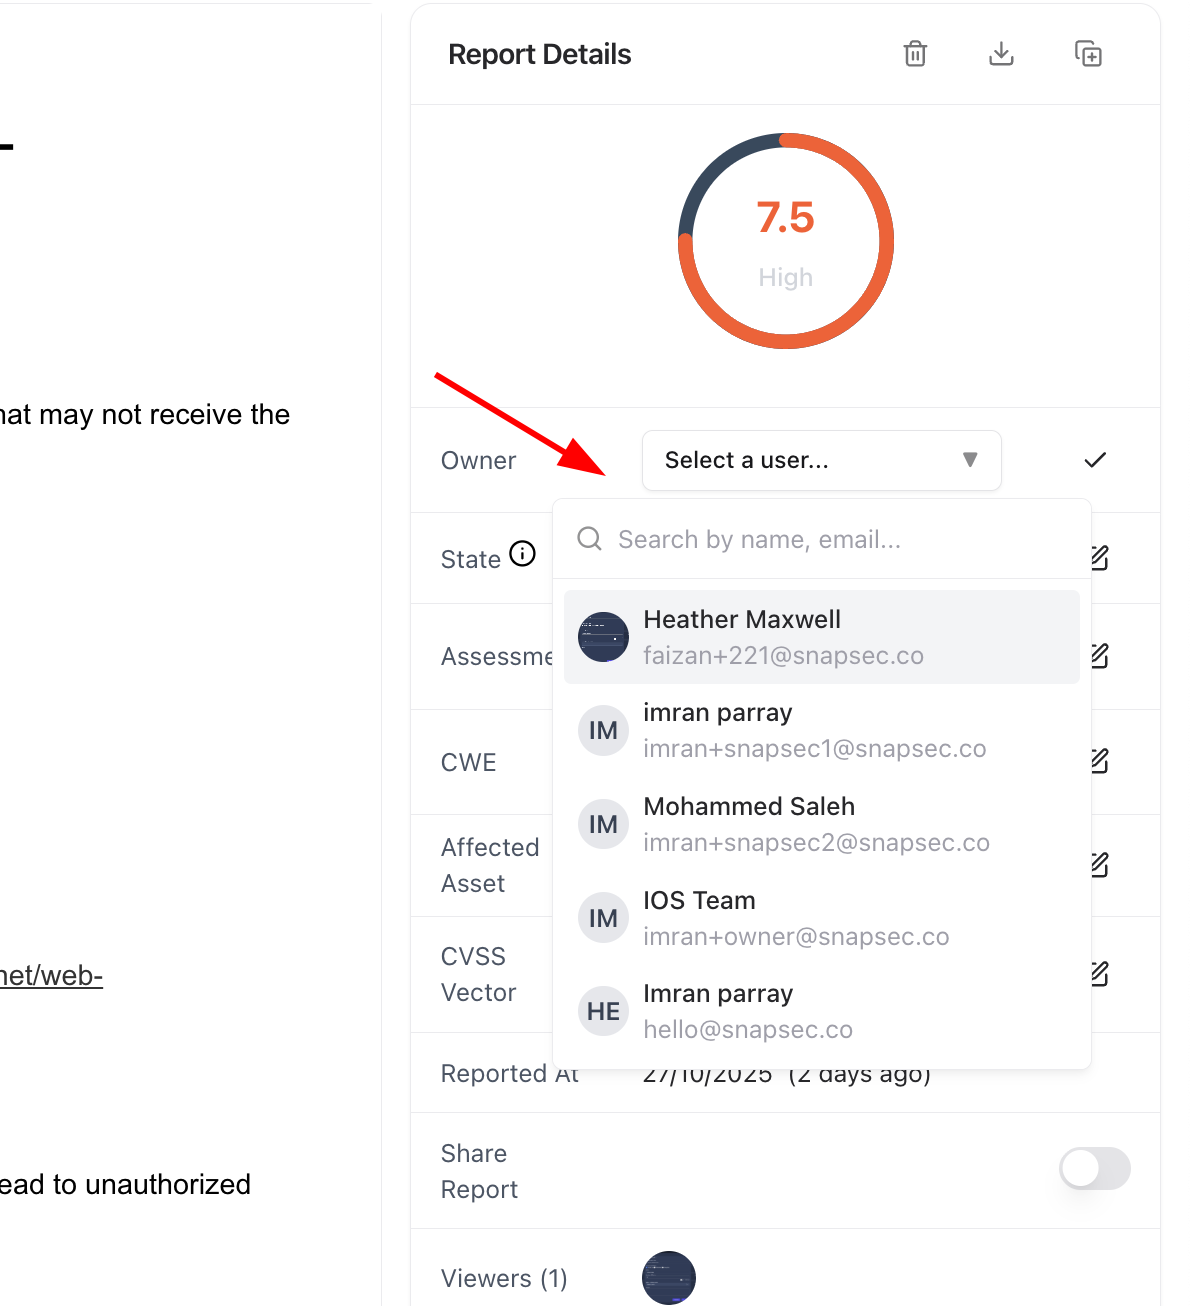 Report Details
7.5
High
hat may not receive the
Owner
Select a user...
Search by name, email...
State
Heather Maxwell
faizan+221@snapsec.co
imran parray
imran+snapsec1@snapsec.co
IM
Mohammed Saleh
imran+snapsec2@snapsec.co
IM
IOS Team
imran+owner@snapsec.co
IM
Imran parray
hello@snapsec.co
HE
Assessme
CWE
Affected
Asset
net/web-
CVSS
Vector
Reported At
27/10/2025 (2 days ago)
Share
Report
ead to unauthorized
Viewers (1)